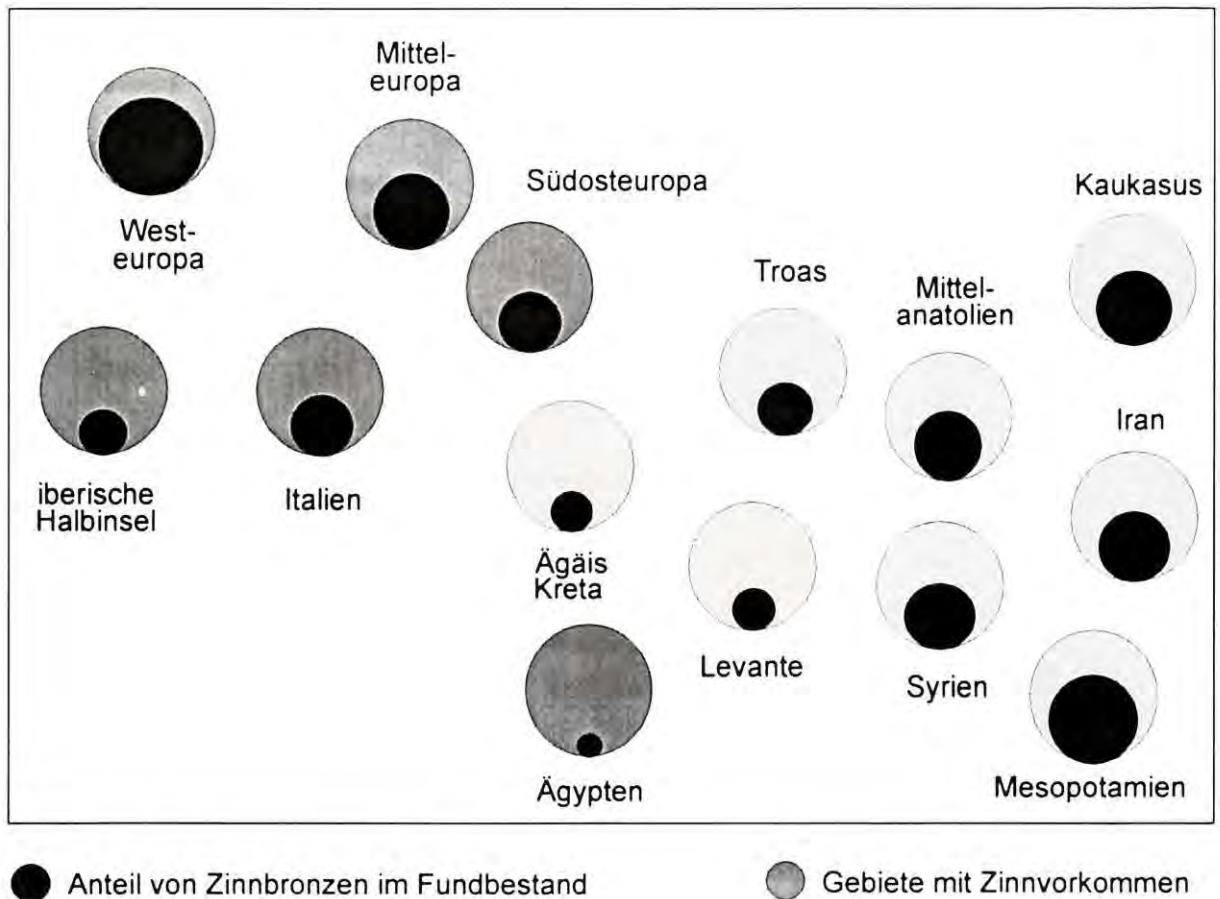 Mittel-
europa
Südosteuropa
Kaukasus
West-
europa
Troas
Mittel-
anatolien
Iran
iberische
Halbinsel
Italien
Ägäis
Kreta
Levante
Syrien
Ägypten
Mesopotamien
Anteil von Zinnbronzen im Fundbestand
Gebiete mit Zinnvorkommen